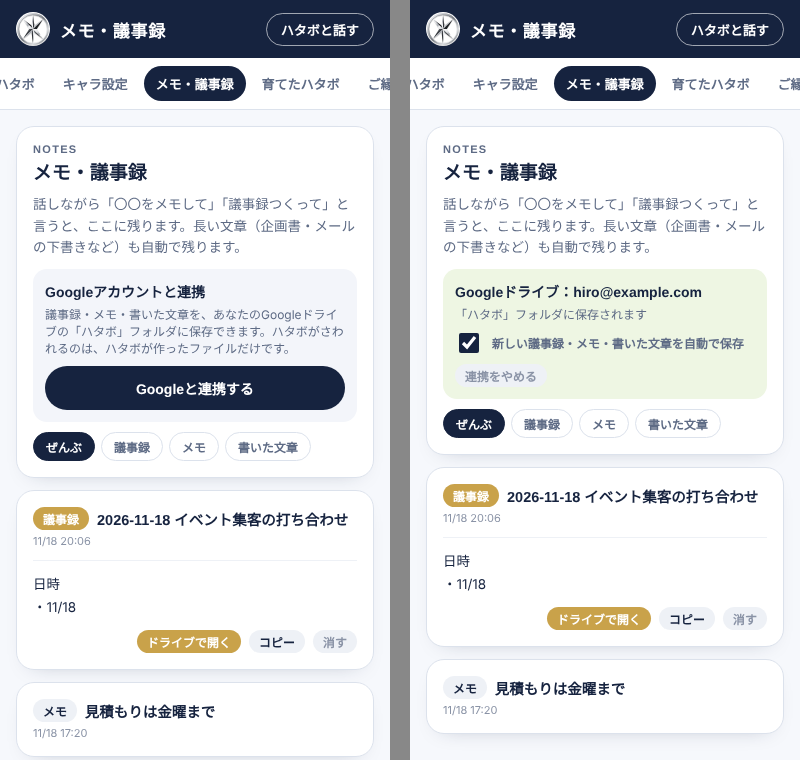 メモ・議事録
ハタボと話す
ハタボ
キャラ設定
メモ・議事録
育てたハタボ
ご縁
NOTES
メモ・議事録
話しながら「〇〇をメモして」「議事録つくって」と
言うと、ここに残ります。長い文章（企画書・メール
の下書きなど）も自動で残ります。
Googleアカウントと連携
議事録・メモ・書いた文章を、あなたのGoogleドライ
ブの「ハタボ」フォルダに保存できます。ハタボがさわ
れるのは、ハタボが作ったファイルだけです。
Googleと連携する
ぜんぶ
議事録
メモ
書いた文章
議事録 2026-11-18 イベント集客の打ち合わせ
11/18 20:06
日時
・11/18
ドライブで開く
コピー
消す
メモ 見積もりは金曜まで
11/18 17:20
メモ・議事録
ハタボと話す
ハタボ
キャラ設定
メモ・議事録
育てたハタボ
ご縁
NOTES
メモ・議事録
話しながら「〇〇をメモして」「議事録つくって」と
言うと、ここに残ります。長い文章（企画書・メール
の下書きなど）も自動で残ります。
Googleドライブ：hiro@example.com
「ハタボ」フォルダに保存されます
新しい議事録・メモ・書いた文章を自動で保存
連携をやめる
ぜんぶ
議事録
メモ
書いた文章
議事録 2026-11-18 イベント集客の打ち合わせ
11/18 20:06
日時
・11/18
ドライブで開く
コピー
消す
メモ 見積もりは金曜まで
11/18 17:20